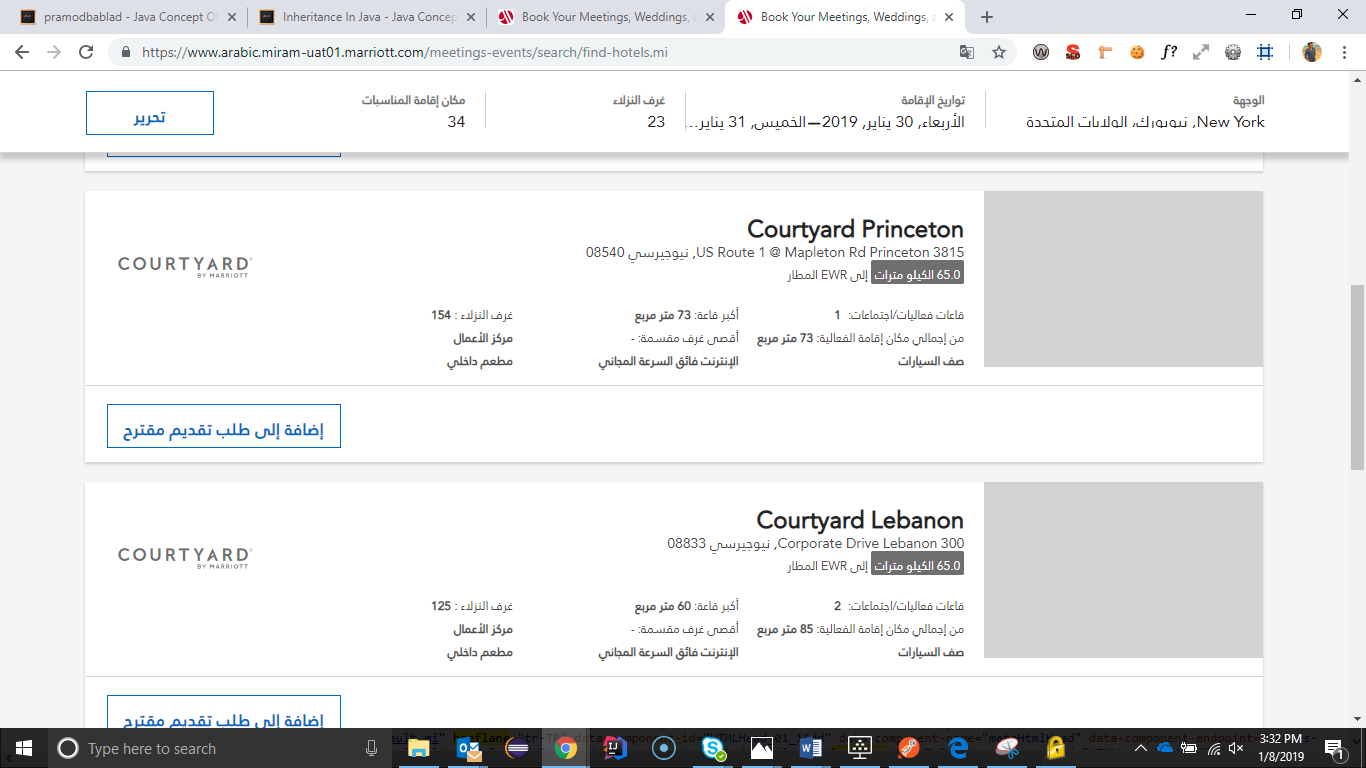 pramodbablad - Java Concept O
Inheritance In Java - Java Concep
Book Your Meetings, Weddings,
Book Your Meetings, Weddings,
https://www.arabic.miram-uat01.marriott.com/meetings-events/search/find-hotels.mi
الوجهة
New York, نيويورك, الولايات المتحدة
تواريخ الإقامة
الأربعاء, 30 يناير, 2019—الخميس, 31 يناير...
غرف النزلاء
23
مكان إقامة المناسبات
34
تحرير
Courtyard Princeton
3815 US Route 1 @ Mapleton Rd Princeton, نيوجيرسي 08540
65.0 الكيلو مترات إلى EWR المطار
COURTYARD
BY MARRIOTT
قاعات فعاليات/اجتماعات: 1
أكبر قاعة: 73 متر مربع
غرف النزلاء : 154
من إجمالي مكان إقامة الفعالية: 73 متر مربع
أقصى غرف مقسمة: -
مركز الأعمال
صف السيارات
الإنترنت فائق السرعة المجاني
مطعم داخلي
إضافة إلى طلب تقديم مقترح
Courtyard Lebanon
300 Corporate Drive Lebanon, نيوجيرسي 08833
65.0 الكيلو مترات إلى EWR المطار
COURTYARD
BY MARRIOTT
قاعات فعاليات/اجتماعات: 2
أكبر قاعة: 60 متر مربع
غرف النزلاء : 125
من إجمالي مكان إقامة الفعالية: 85 متر مربع
أقصى غرف مقسمة: -
مركز الأعمال
صف السيارات
الإنترنت فائق السرعة المجاني
مطعم داخلي
إضافة إلى طلب تقديم مقترح
Type here to search
3:32 PM
1/8/2019